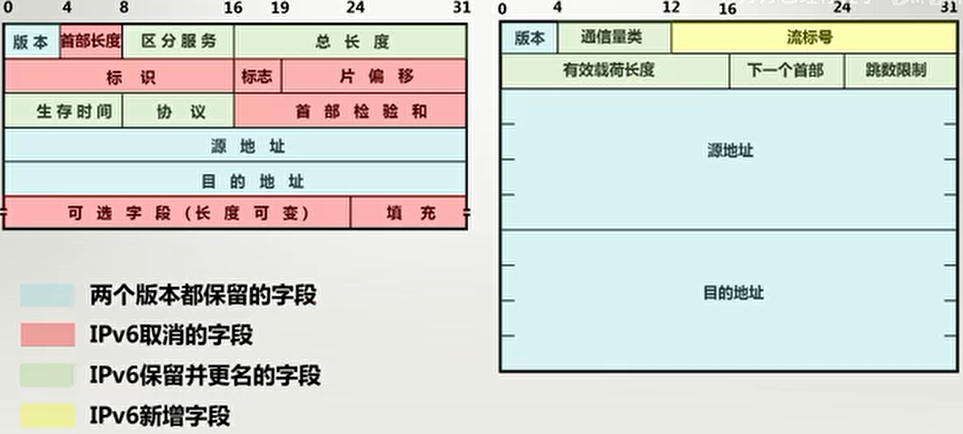 0 4 8 16 19 24 31
版本 首部长度 区分服务 总长度
标识 标志 片偏移
生存时间 协议 首部检验和
源地址
目的地址
可选字段(长度可变) 填充
两个版本都保留的字段
IPv6取消的字段
IPv6保留并更名的字段
IPv6新增字段
0 4 12 16 24 31
版本 通信量类 流标号
有效载荷长度 下一个首部 跳数限制
源地址
目的地址